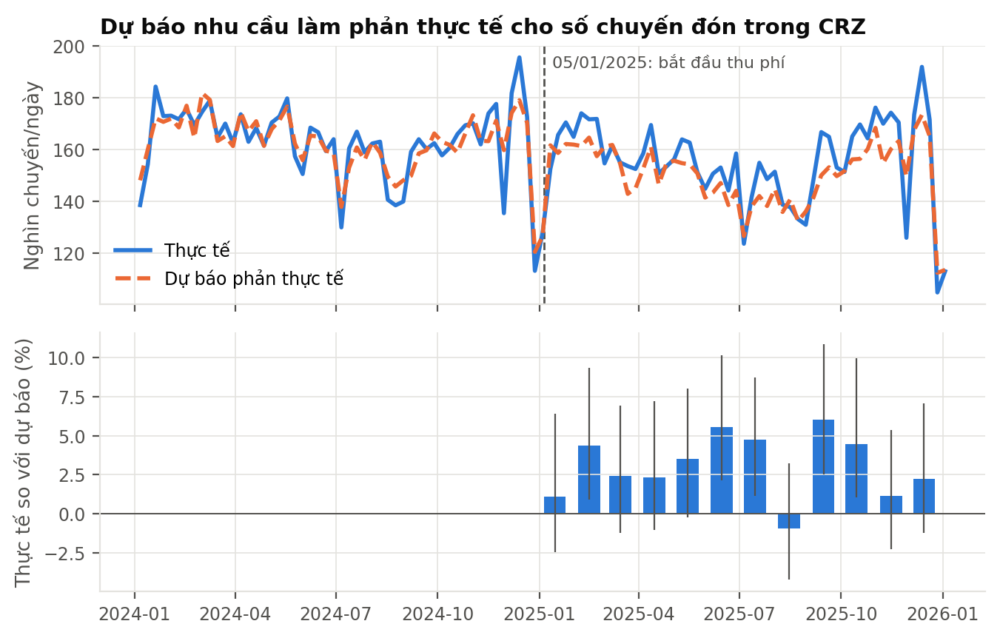 Dự báo nhu cầu làm phản thực tế cho số chuyến đón trong CRZ
Nghìn chuyến/ngày
200
180
160
140
120
05/01/2025: bắt đầu thu phí
Thực tế
Dự báo phản thực tế
Thực tế so với dự báo (%)
10.0
7.5
5.0
2.5
0.0
−2.5
2024-01 2024-04 2024-07 2024-10 2025-01 2025-04 2025-07 2025-10 2026-01